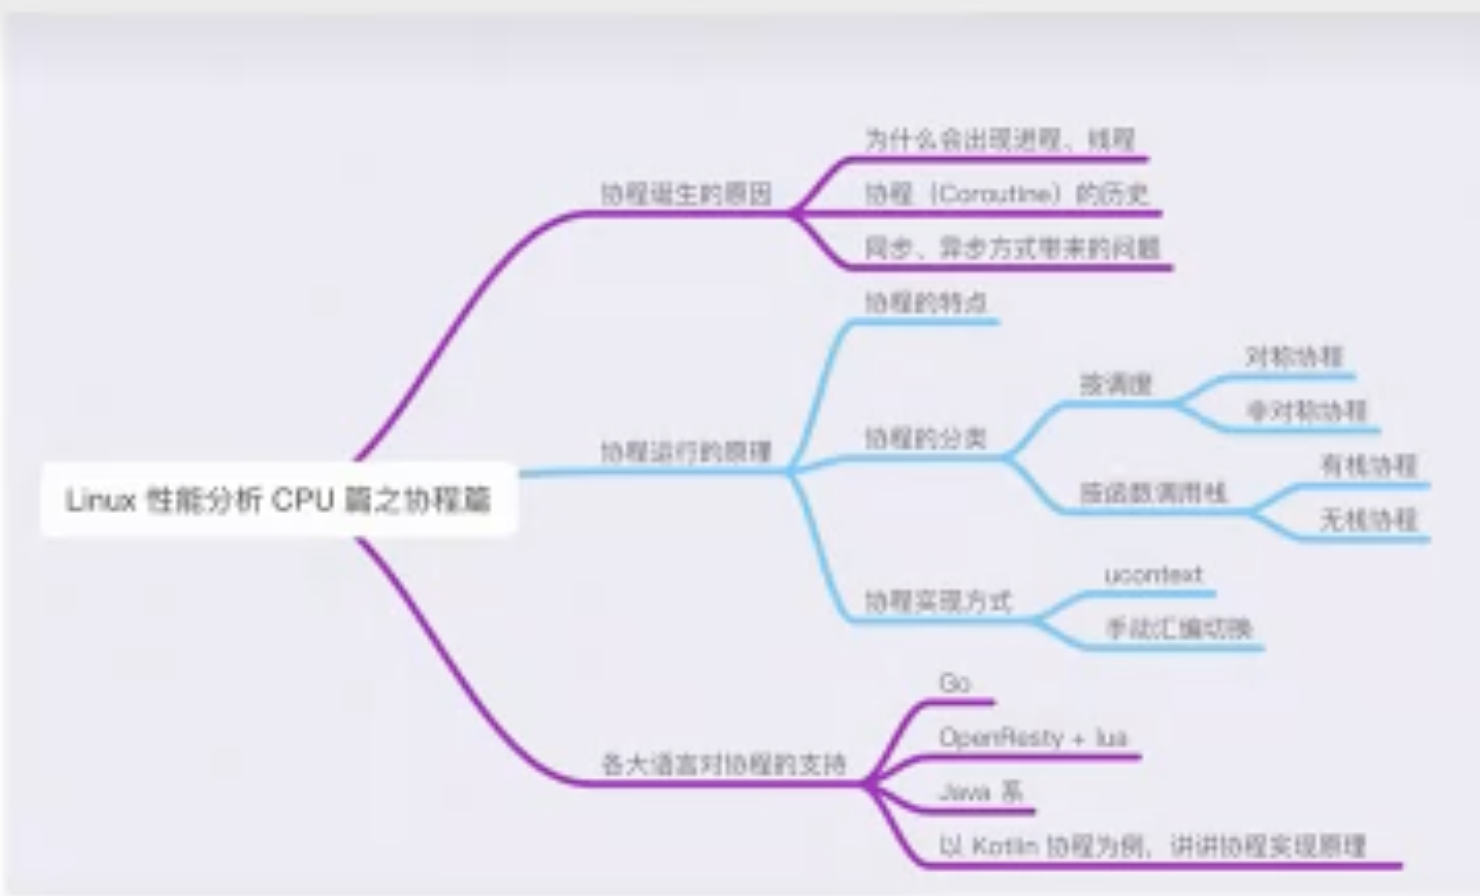 为什么会出现进程、线程
协程诞生的原因
协程（Coroutine）的历史
同步、异步方式带来的问题
协程的特点
对称协程
按调度
非对称协程
协程的分类
协程运行的原理
有栈协程
按函数调用栈
无栈协程
Linux 性能分析 CPU 篇之协程篇
ucontext
协程实现方式
手动汇编切换
Go
OpenResty + lua
各大语言对协程的支持
Java 系
以 Kotlin 协程为例，讲讲协程实现原理